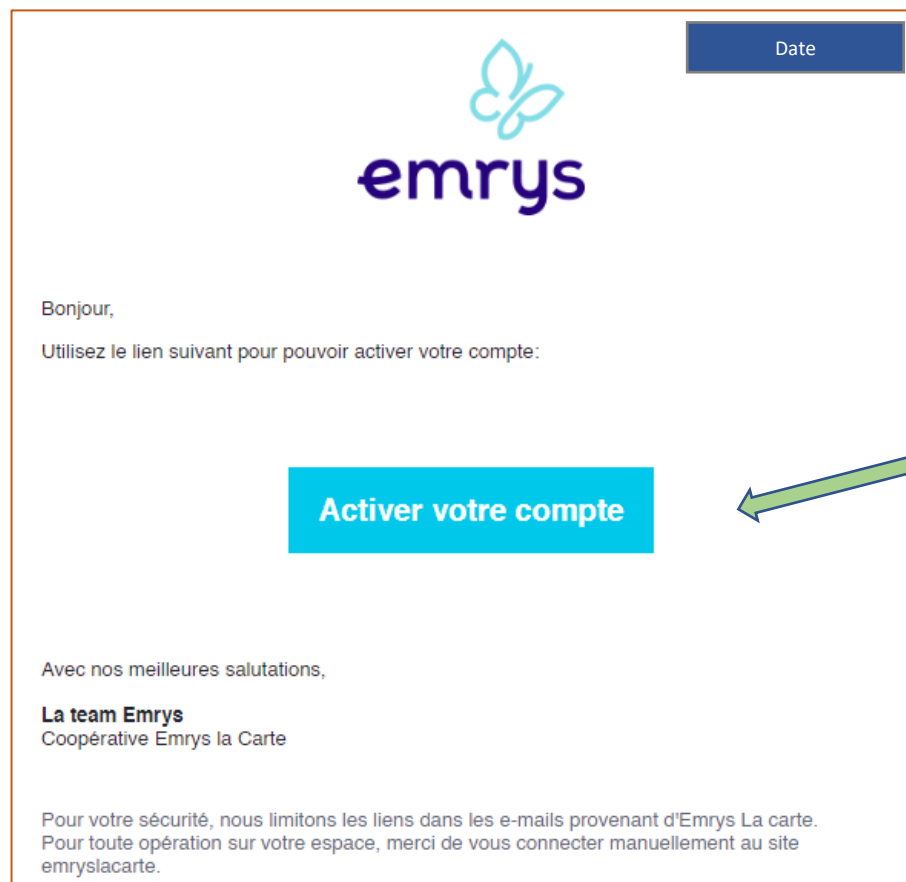 Date
emrys
Bonjour,
Utilisez le lien suivant pour pouvoir activer votre compte:
Activer votre compte
Avec nos meilleures salutations,
La team Emrys
Coopérative Emrys la Carte
Pour votre sécurité, nous limitons les liens dans les e-mails provenant d'Emrys La carte.
Pour toute opération sur votre espace, merci de vous connecter manuellement au site
emryslacarte.